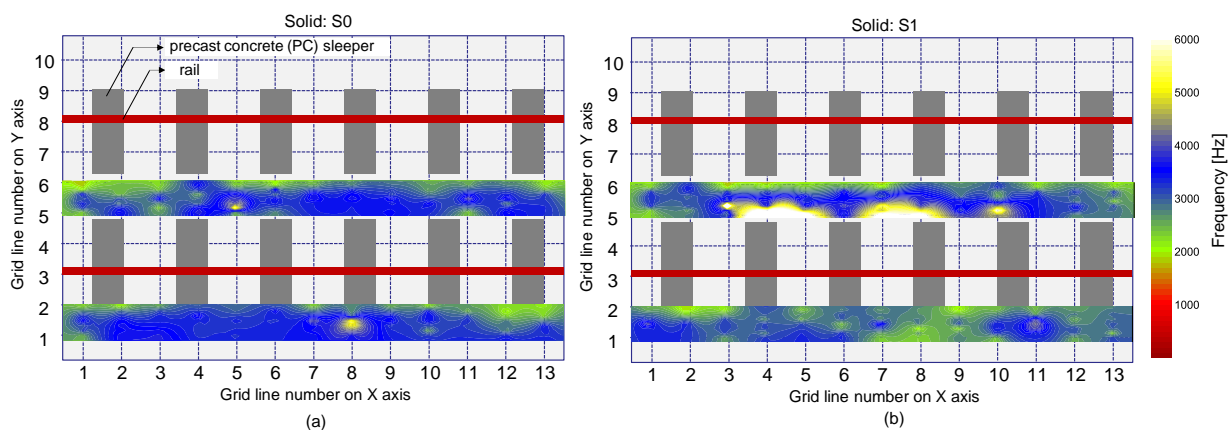 Solid: S0
precast concrete (PC) sleeper
rail
Grid line number on Y axis
10
9
8
7
6
5
4
3
2
1
1 2 3 4 5 6 7 8 9 10 11 12 13
Grid line number on X axis
(a)
Solid: S1
Grid line number on Y axis
10
9
8
7
6
5
4
3
2
1
1 2 3 4 5 6 7 8 9 10 11 12 13
Grid line number on X axis
(b)
6000
5000
4000
3000
2000
1000
Frequency [Hz]